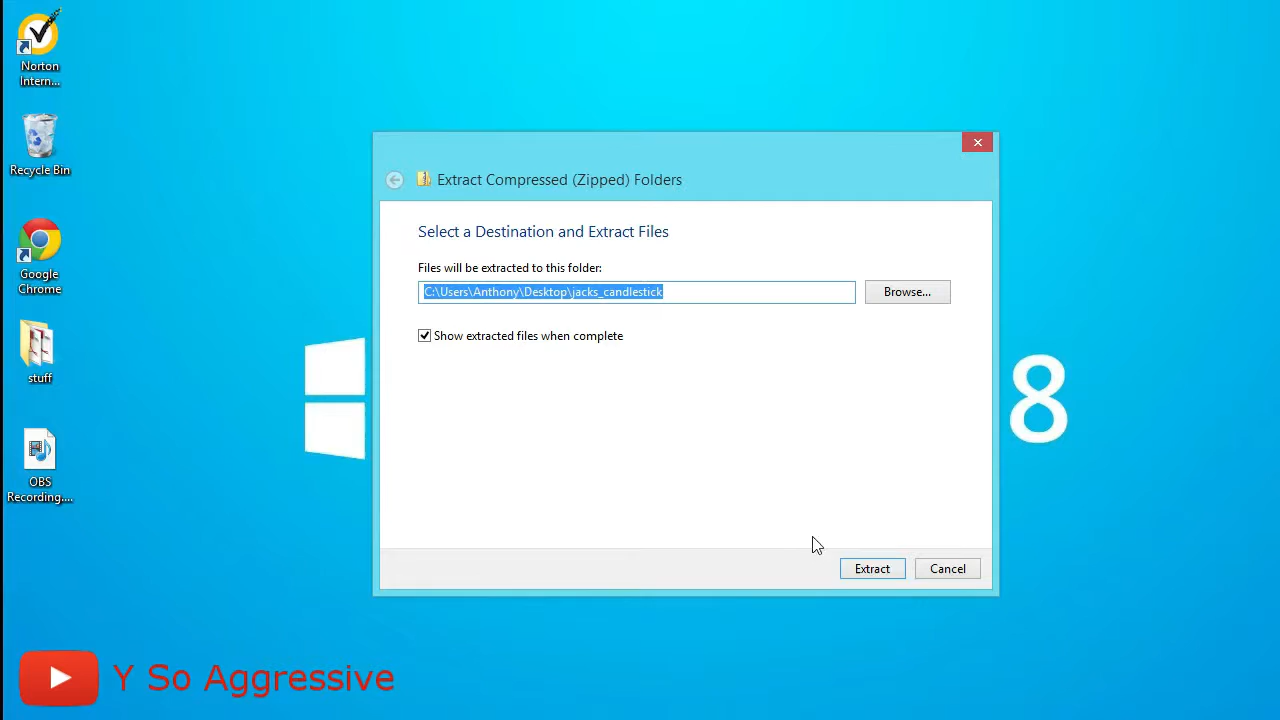 Norton
Intern...
Recycle Bin
Google
Chrome
stuff
OBS
Recording....
Extract Compressed (Zipped) Folders
Select a Destination and Extract Files
Files will be extracted to this folder:
C:\Users\Anthony\Desktop\jacks_candlestick
Browse...
Show extracted files when complete
8
Extract
Cancel
Y So Aggressive